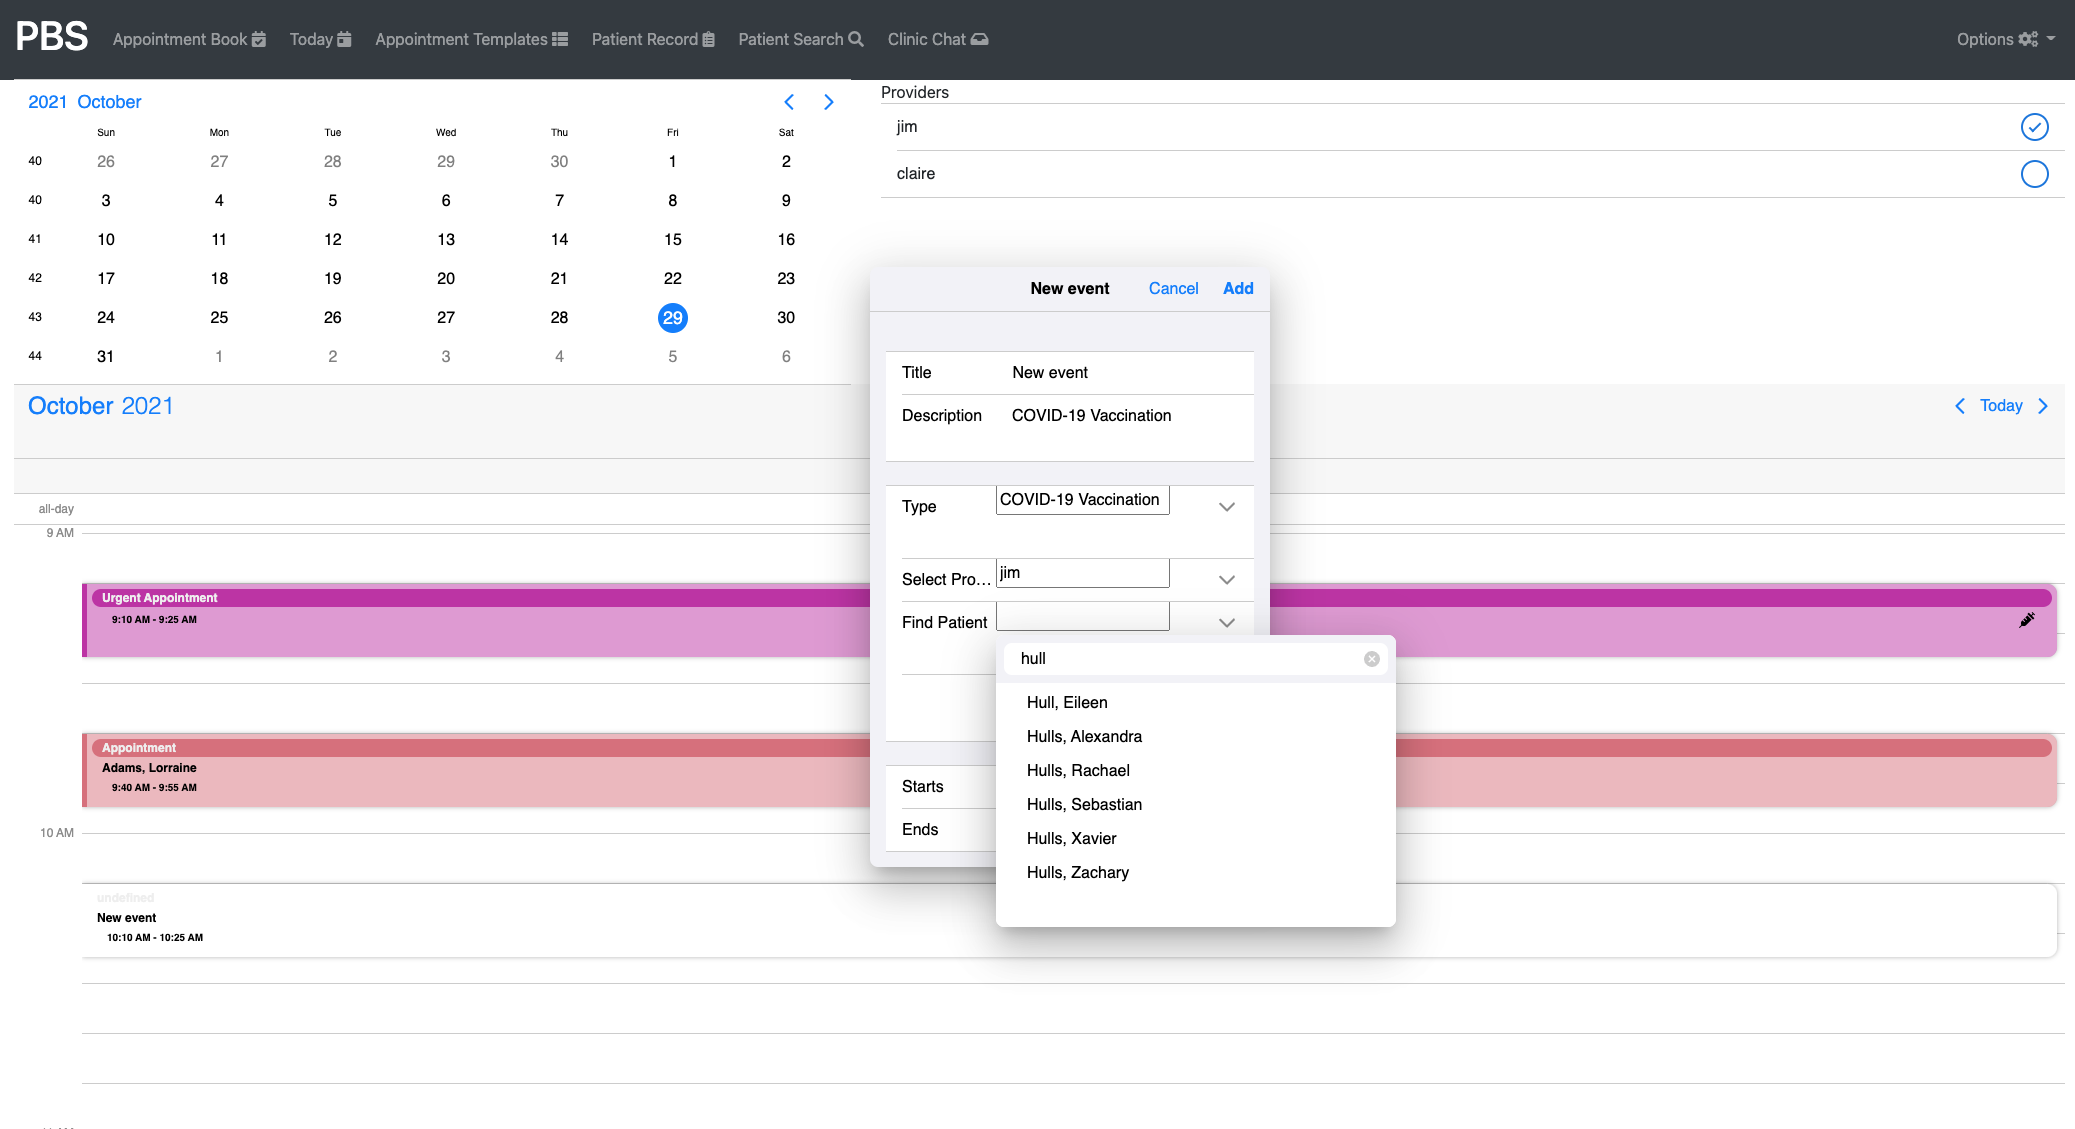 PBS Appointment Book Today Appointment Templates Patient Record Patient Search Clinic Chat Options
2021 October
Sun Mon Tue Wed Thu Fri Sat
40 26 27 28 29 30 1 2
40 3 4 5 6 7 8 9
41 10 11 12 13 14 15 16
42 17 18 19 20 21 22 23
43 24 25 26 27 28 29 30
44 31 1 2 3 4 5 6
Providers
jim
claire
October 2021
Today
all-day
9 AM
Urgent Appointment
9:10 AM - 9:25 AM
Appointment
Adams, Lorraine
9:40 AM - 9:55 AM
10 AM
undefined
New event
10:10 AM - 10:25 AM
New event Cancel Add
Title New event
Description COVID-19 Vaccination
Type COVID-19 Vaccination
Select Pro... jim
Find Patient
hull
Hull, Eileen
Hulls, Alexandra
Hulls, Rachael
Hulls, Sebastian
Hulls, Xavier
Hulls, Zachary
Starts
Ends